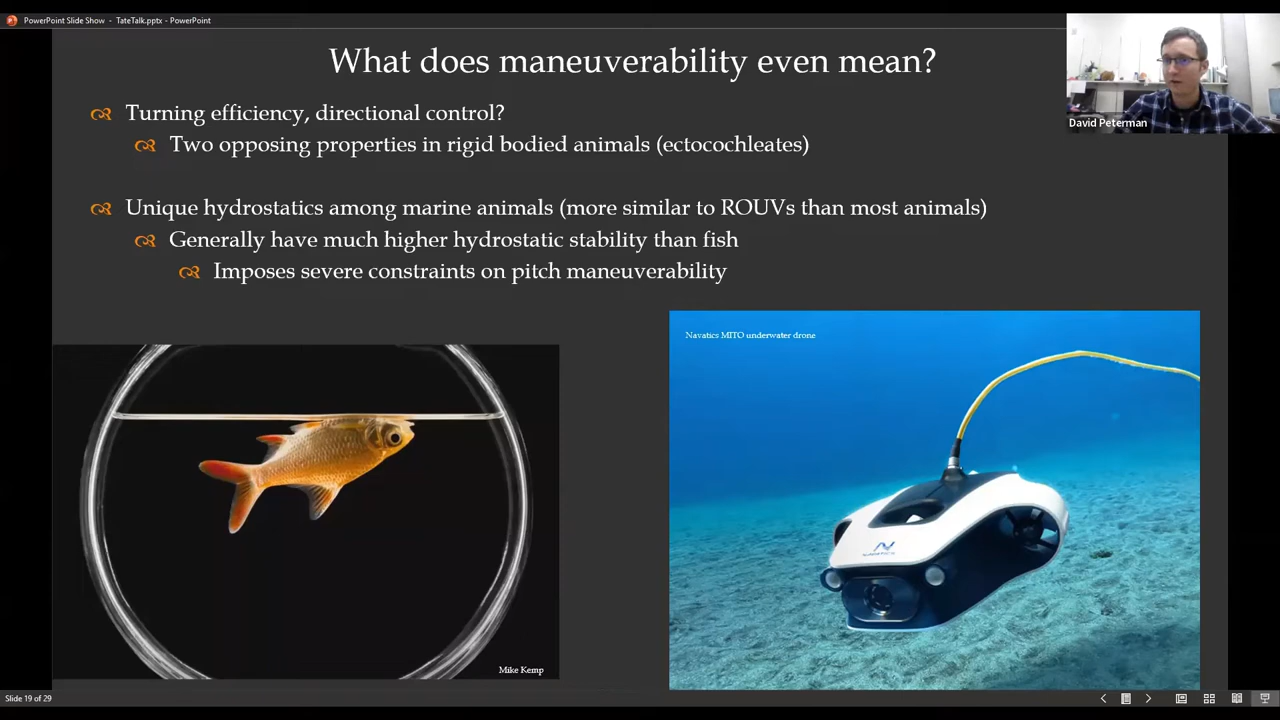 PowerPoint Slide Show - TateTalk.pptx - PowerPoint
What does maneuverability even mean?
David Peterman
Turning efficiency, directional control?
Two opposing properties in rigid bodied animals (ectocochleates)
Unique hydrostatics among marine animals (more similar to ROUVs than most animals)
Generally have much higher hydrostatic stability than fish
Imposes severe constraints on pitch maneuverability
Navatics MITO underwater drone
Mike Kemp
Slide 19 of 29